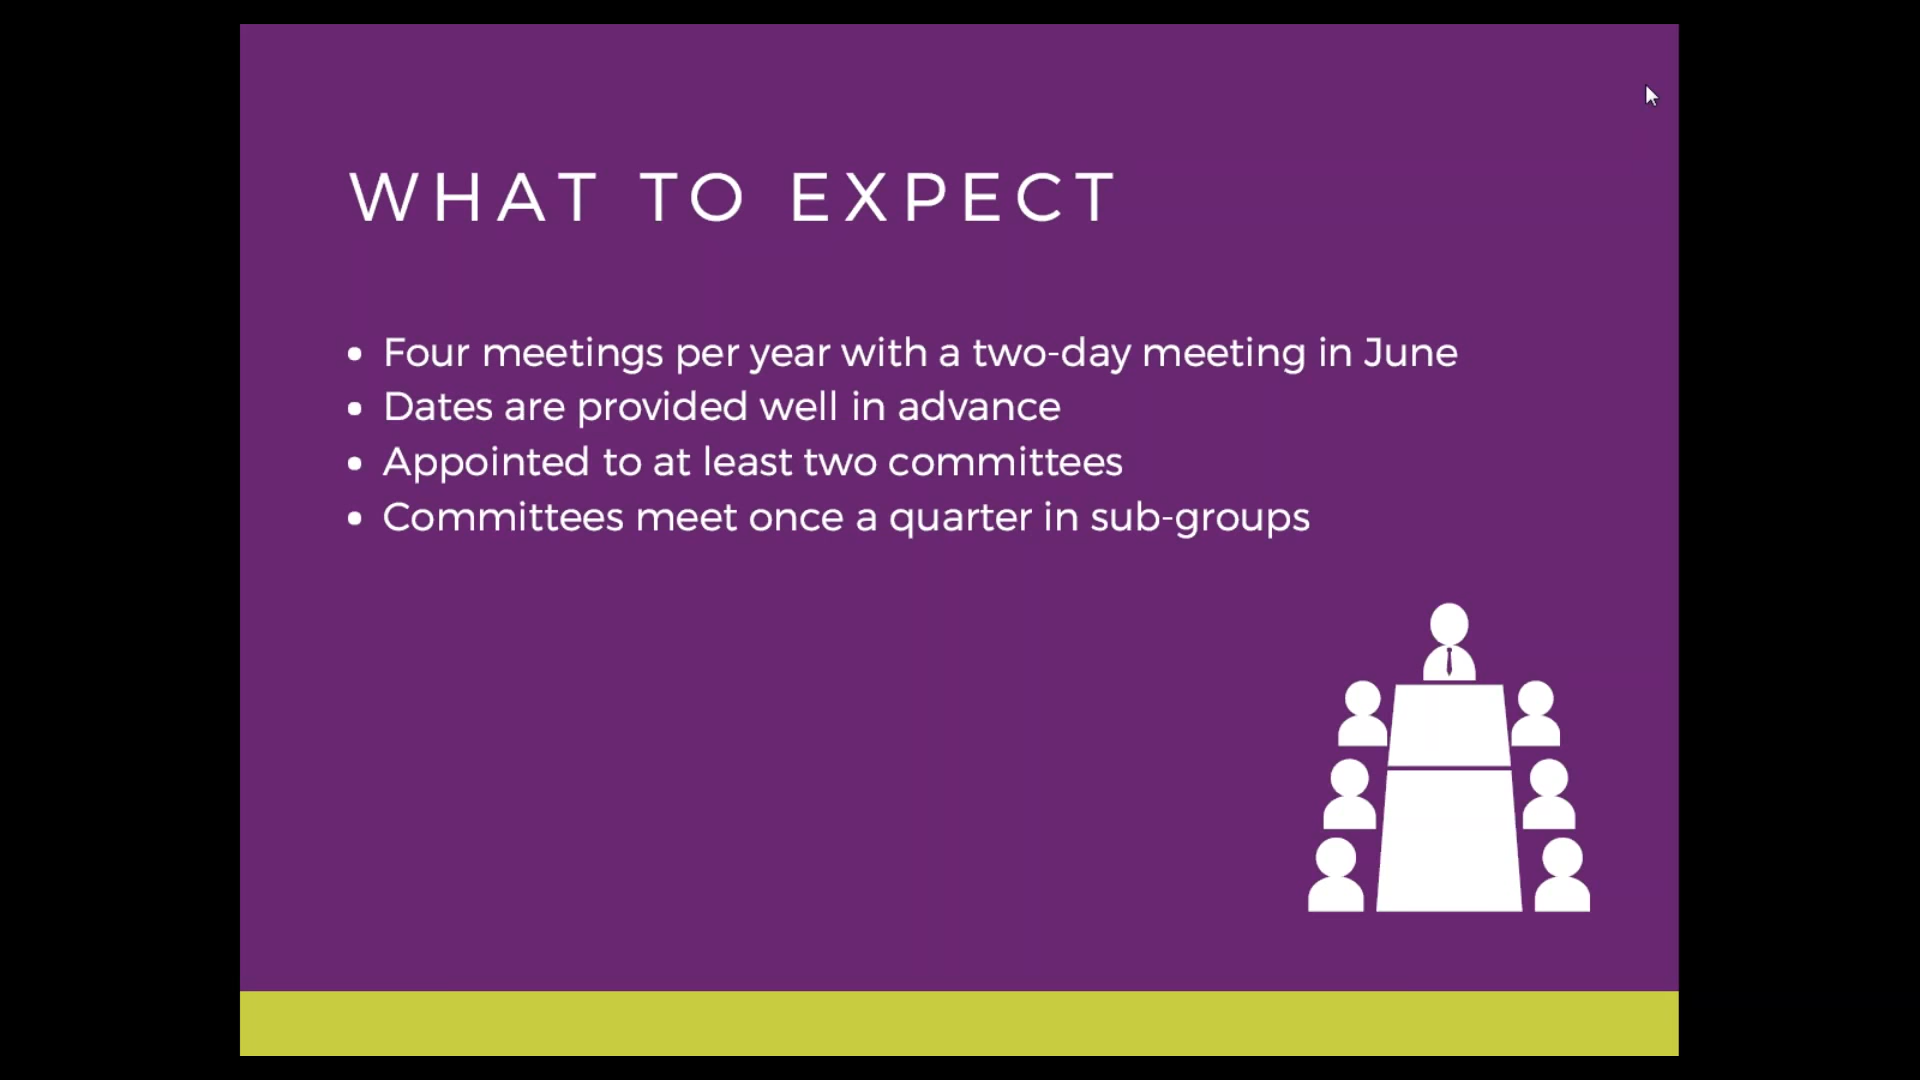 WHAT TO EXPECT
• Four meetings per year with a two-day meeting in June
• Dates are provided well in advance
• Appointed to at least two committees
• Committees meet once a quarter in sub-groups